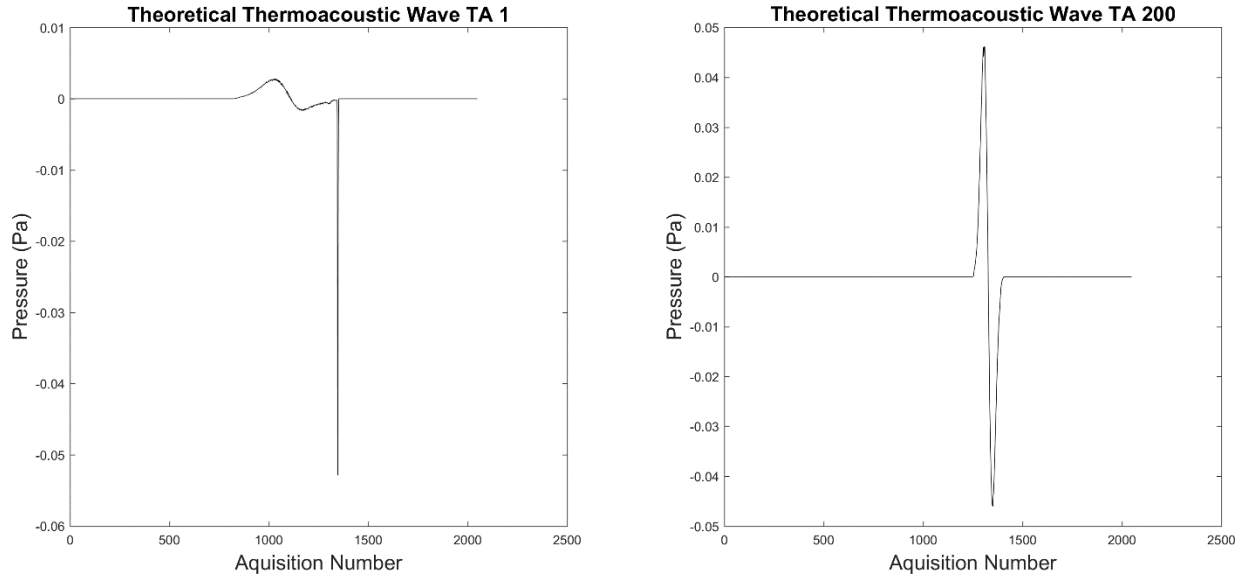 Theoretical Thermoacoustic Wave TA 1
0.01
0
-0.01
-0.02
-0.03
-0.04
-0.05
-0.06
Pressure (Pa)
0 500 1000 1500 2000 2500
Aquisition Number
Theoretical Thermoacoustic Wave TA 200
0.05
0.04
0.03
0.02
0.01
0
-0.01
-0.02
-0.03
-0.04
-0.05
Pressure (Pa)
0 500 1000 1500 2000 2500
Aquisition Number